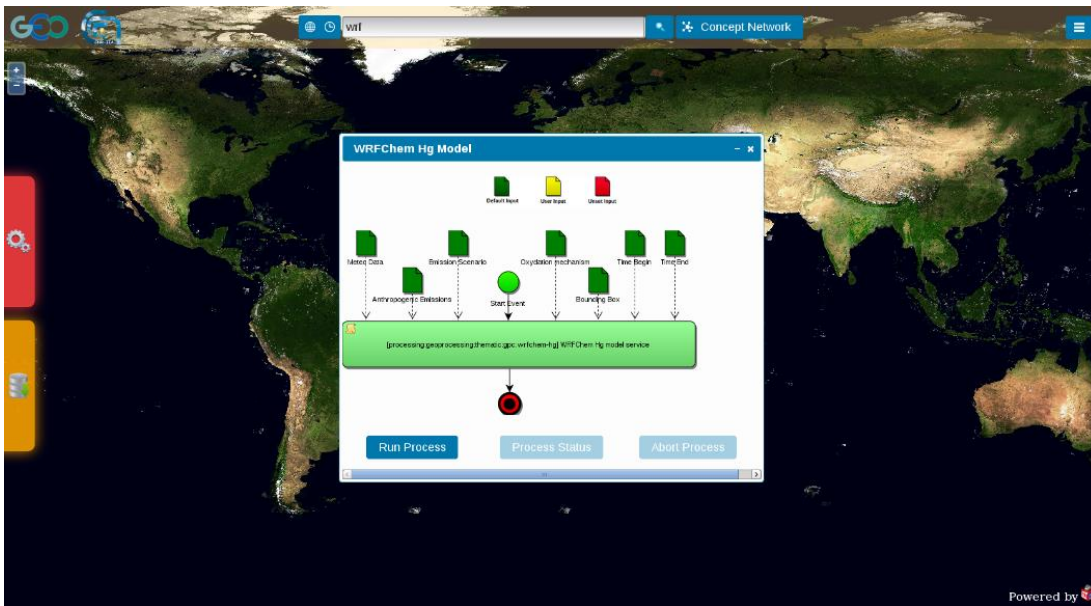 GEO
wrf
Concept Network
+
−
WRFChem Hg Model
Default Input
User Input
Unset Input
Meteo Data
Emission Scenario
Oxydiation mechanism
Time Begin
Time End
Anthropogenic Emissions
Start Event
Bounding Box
[processing:geoprocessing:thematic:gpc:wrfchem-hg] WRFChem Hg model service
Run Process
Process Status
Abort Process
Powered by